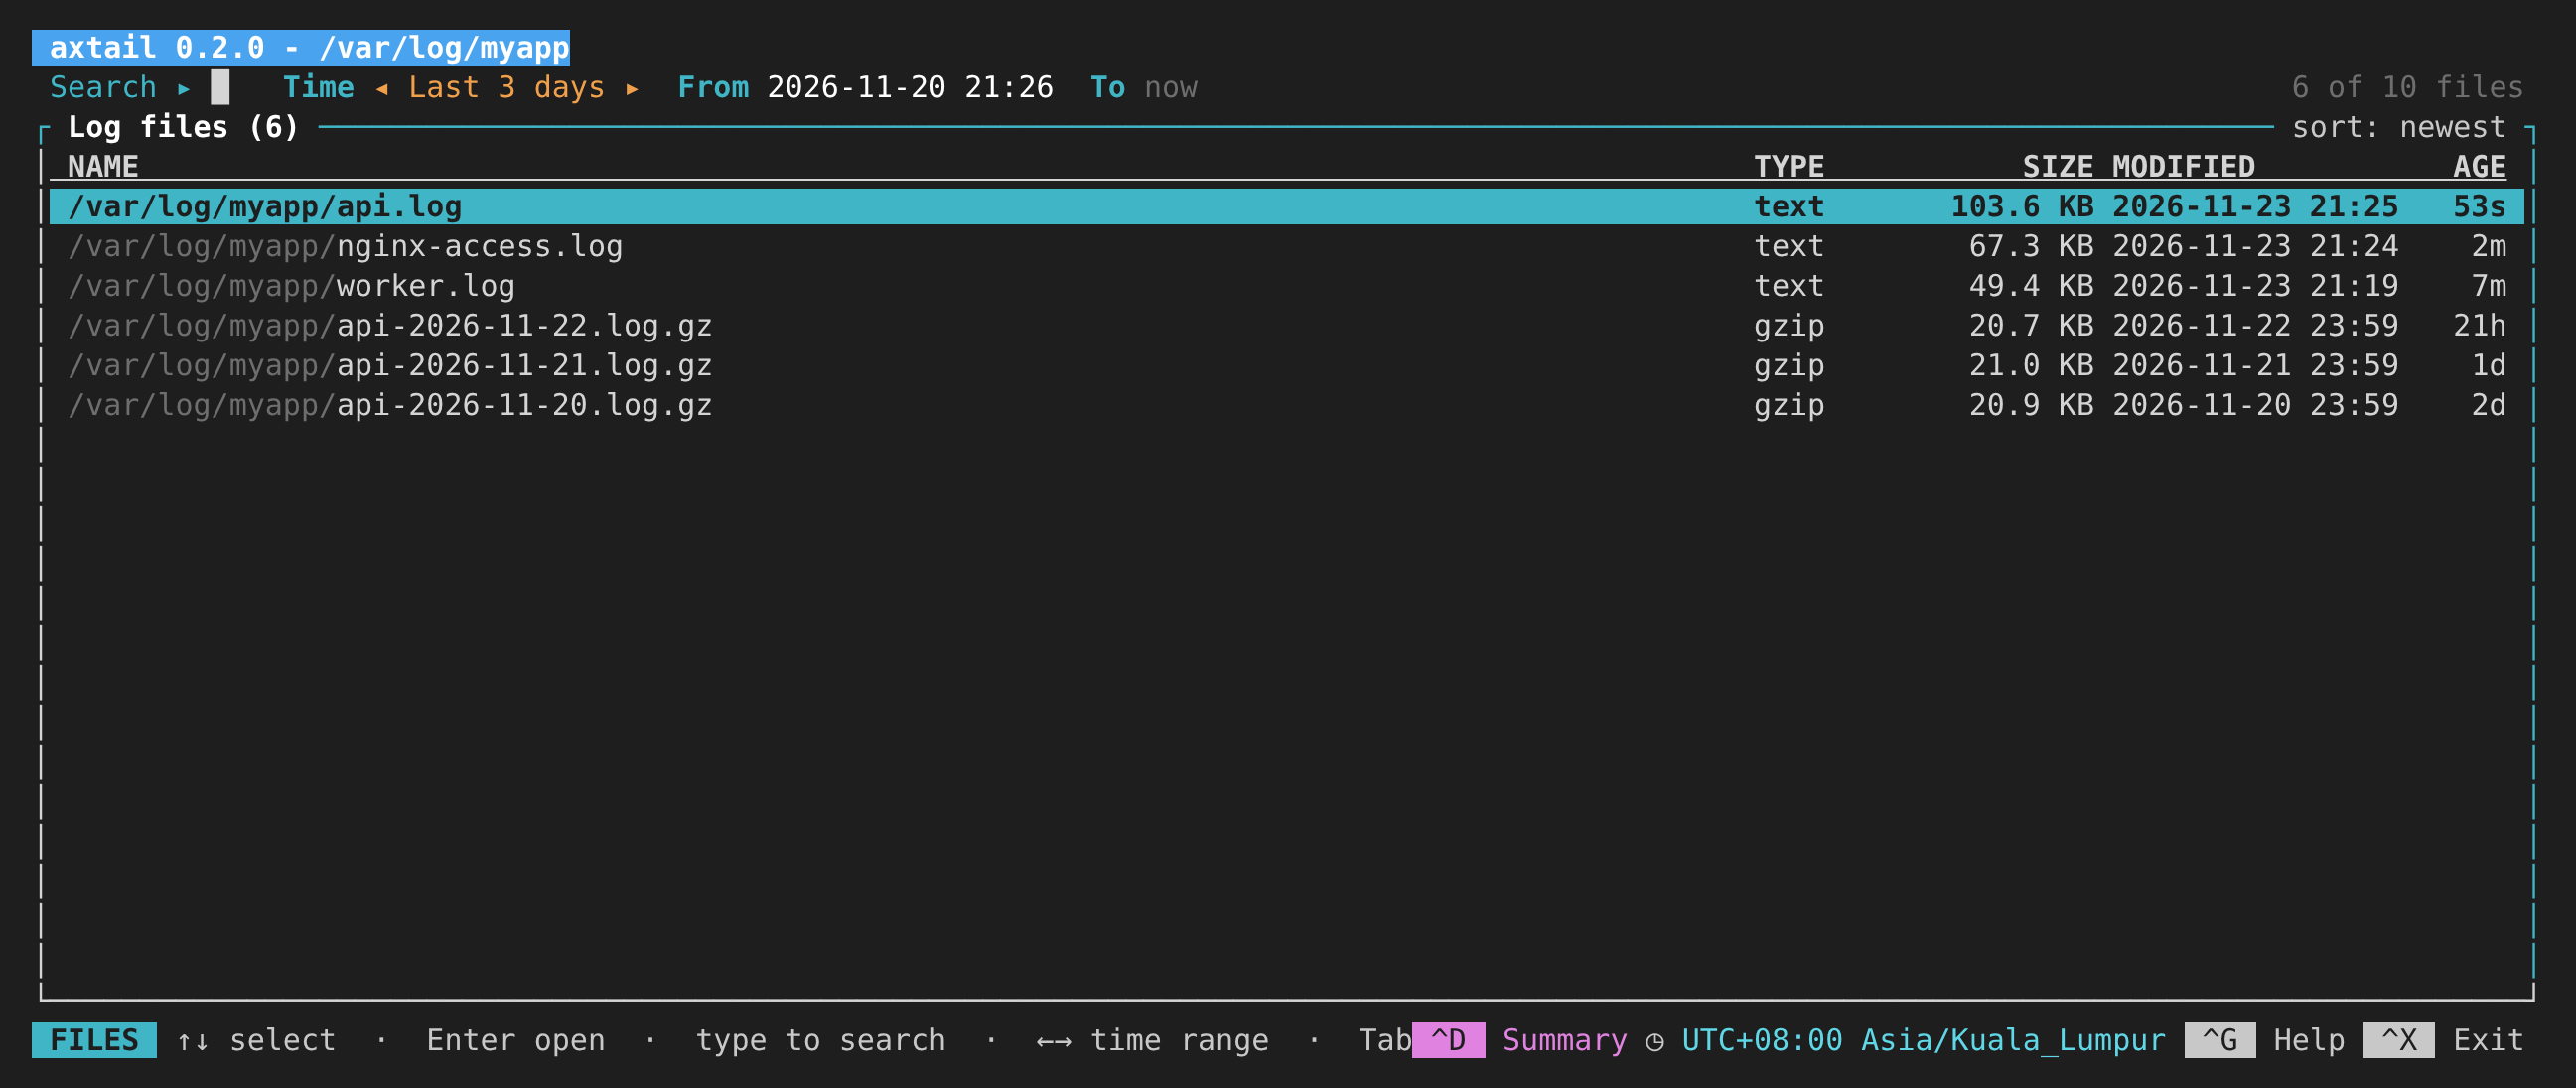 axtail 0.2.0 - /var/log/myapp
Search ▸ Time ◂ Last 3 days ▸ From 2026-11-20 21:26 To now 6 of 10 files
Log files (6) sort: newest
NAME TYPE SIZE MODIFIED AGE
/var/log/myapp/api.log text 103.6 KB 2026-11-23 21:25 53s
/var/log/myapp/nginx-access.log text 67.3 KB 2026-11-23 21:24 2m
/var/log/myapp/worker.log text 49.4 KB 2026-11-23 21:19 7m
/var/log/myapp/api-2026-11-22.log.gz gzip 20.7 KB 2026-11-22 23:59 21h
/var/log/myapp/api-2026-11-21.log.gz gzip 21.0 KB 2026-11-21 23:59 1d
/var/log/myapp/api-2026-11-20.log.gz gzip 20.9 KB 2026-11-20 23:59 2d
FILES ↑↓ select · Enter open · type to search · ←→ time range · Tab ^D Summary ◷ UTC+08:00 Asia/Kuala_Lumpur ^G Help ^X Exit